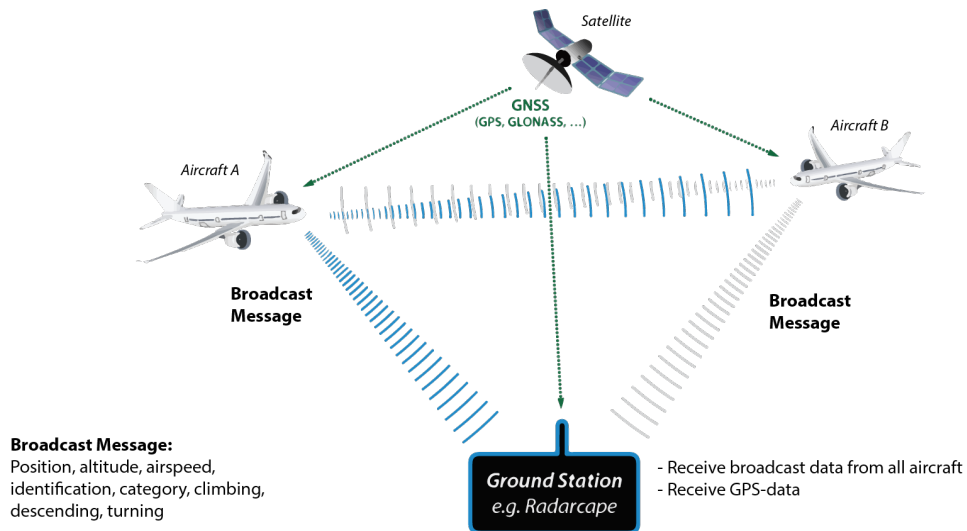 Satellite
GNSS
(GPS, GLONASS, ...)
Aircraft A
Aircraft B
Broadcast
Message
Broadcast
Message
Broadcast Message:
Position, altitude, airspeed,
identification, category, climbing,
descending, turning
Ground Station
e.g. Radarcape
- Receive broadcast data from all aircraft
- Receive GPS-data